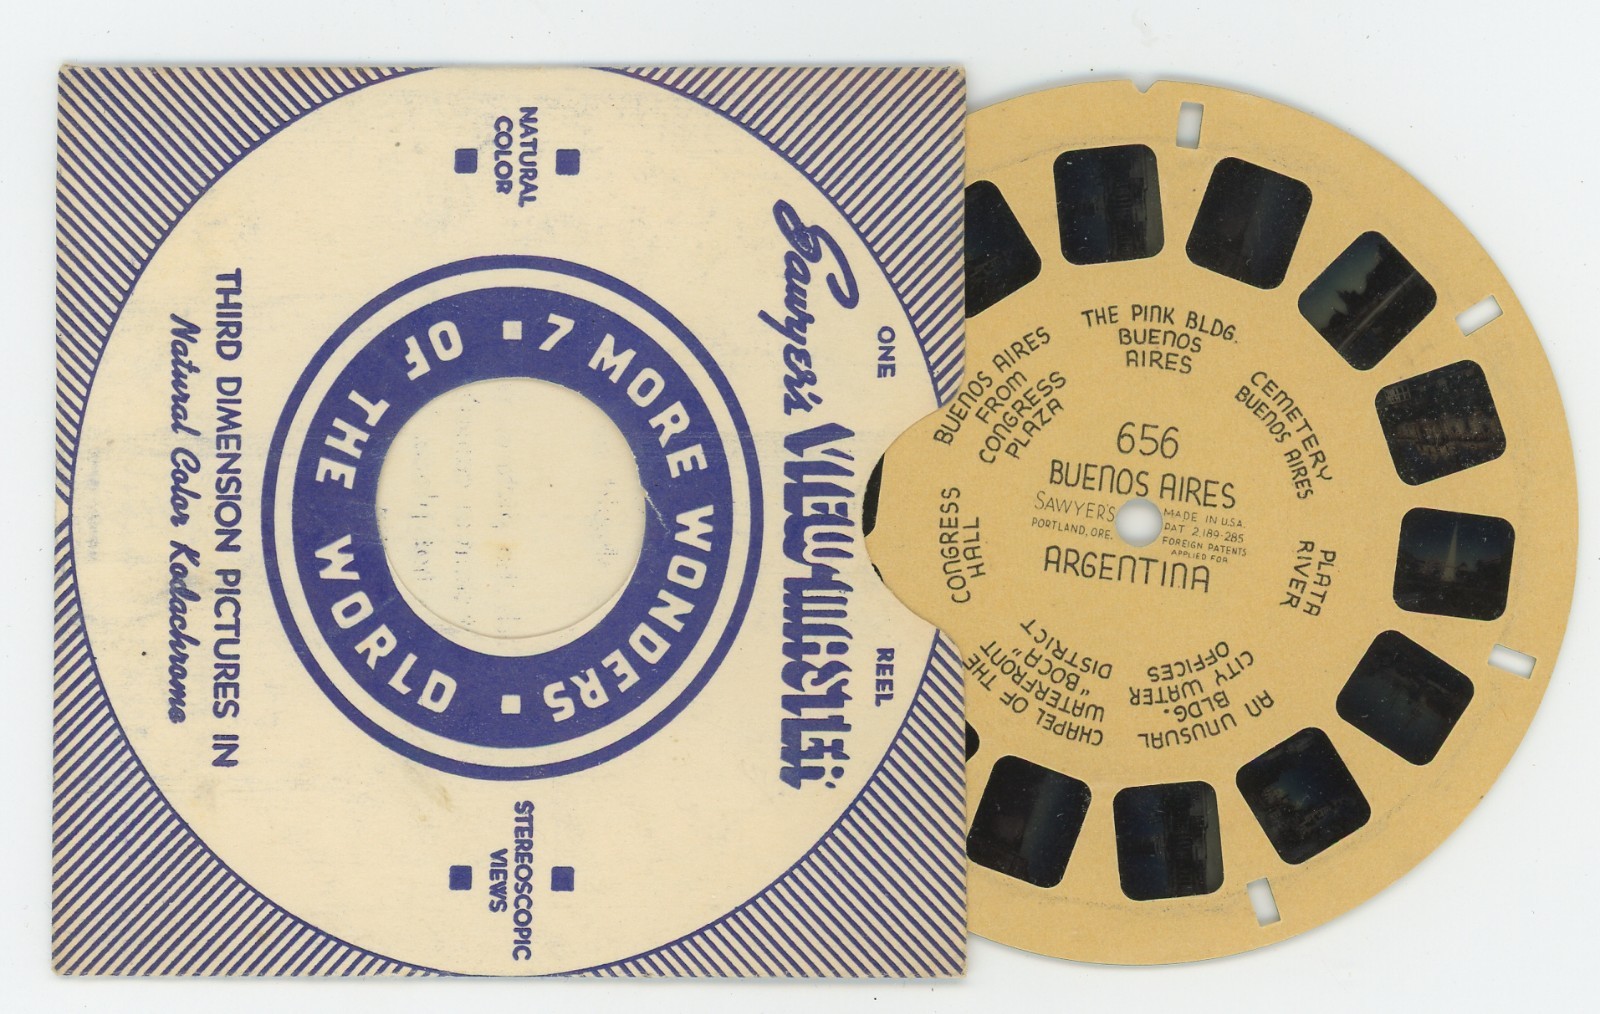 ONE REEL
Sawyer's VIEW-MASTER
NATURAL
COLOR
STEREOSCOPIC
VIEWS
7 MORE WONDERS
OF THE WORLD
THIRD DIMENSION PICTURES IN
Natural Color Kodachrome
THE PINK BLDG.
BUENOS
AIRES
CEMETERY
BUENOS AIRES
PLATA
RIVER
AN UNUSUAL
BLDG.
CITY WATER
OFFICES
CHAPEL OF THE
WATERFRONT
"BOCA"
DISTRICT
CONGRESS
HALL
BUENOS AIRES
FROM
CONGRESS
PLAZA
656
BUENOS AIRES
SAWYER'S
PORTLAND, ORE.
MADE IN U.S.A.
PAT 2,189-285
FOREIGN PATENTS
APPLIED FOR
ARGENTINA